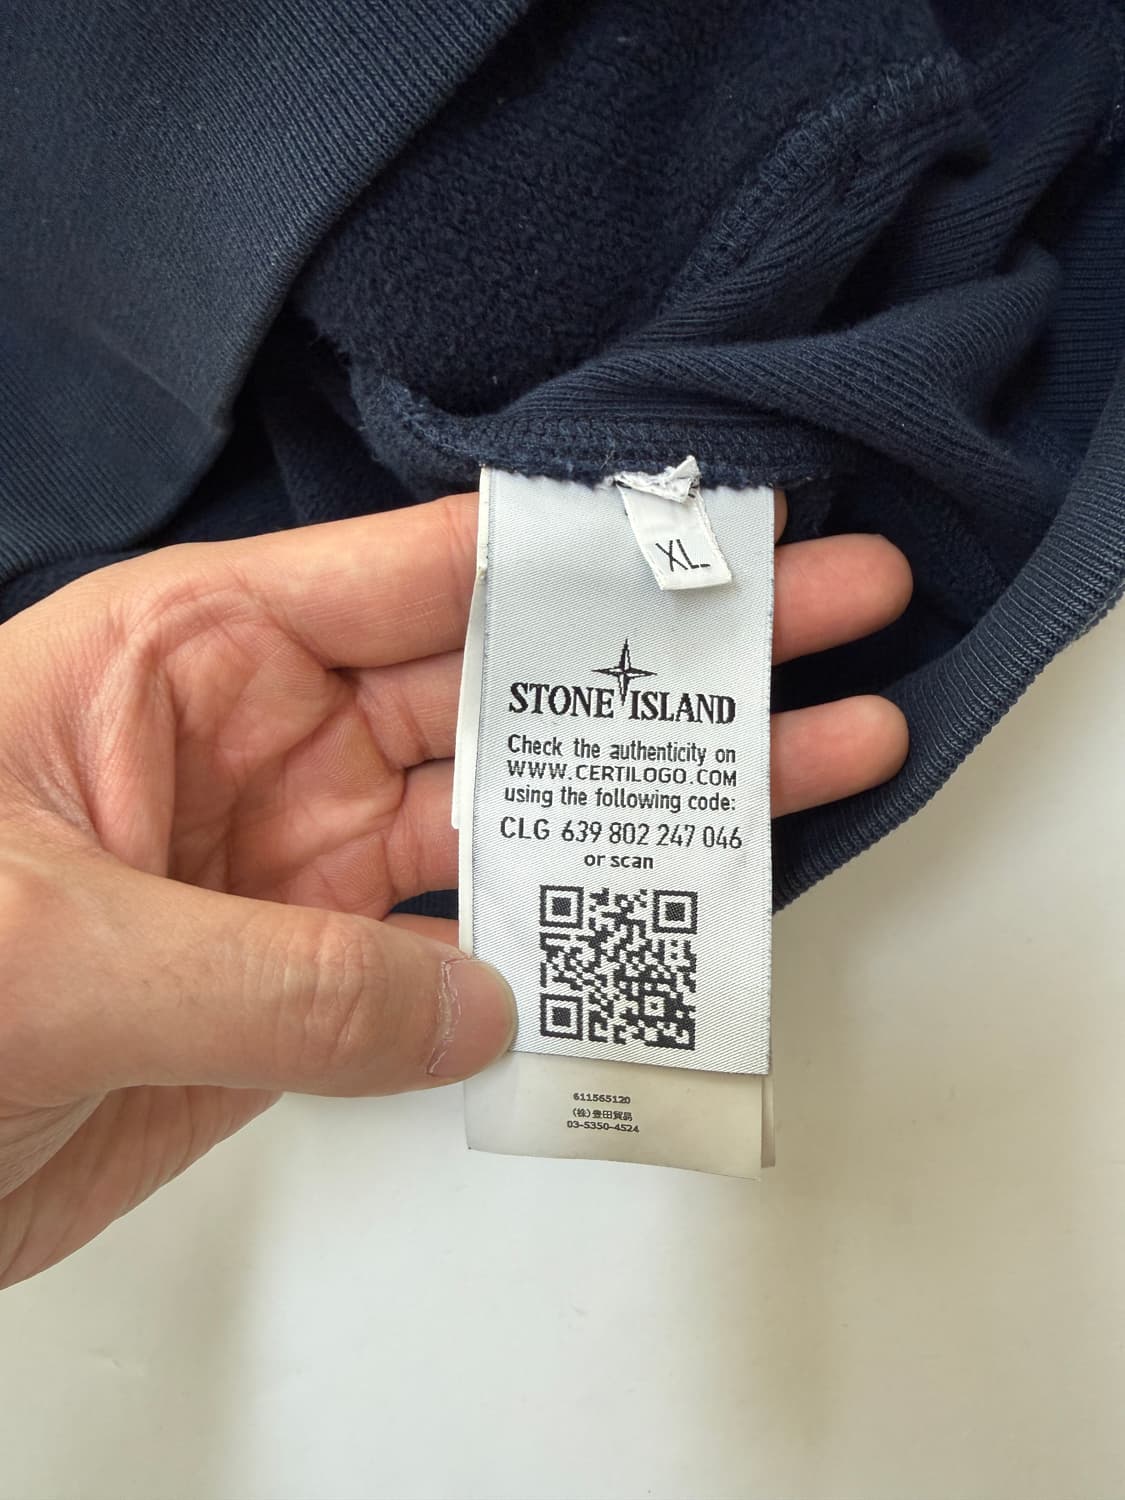 XL
STONE ISLAND
Check the authenticity on
WWW.CERTILOGO.COM
using the following code:
CLG 639 802 247 046
or scan
611565120
(株)豊田貿易
03-5350-4524